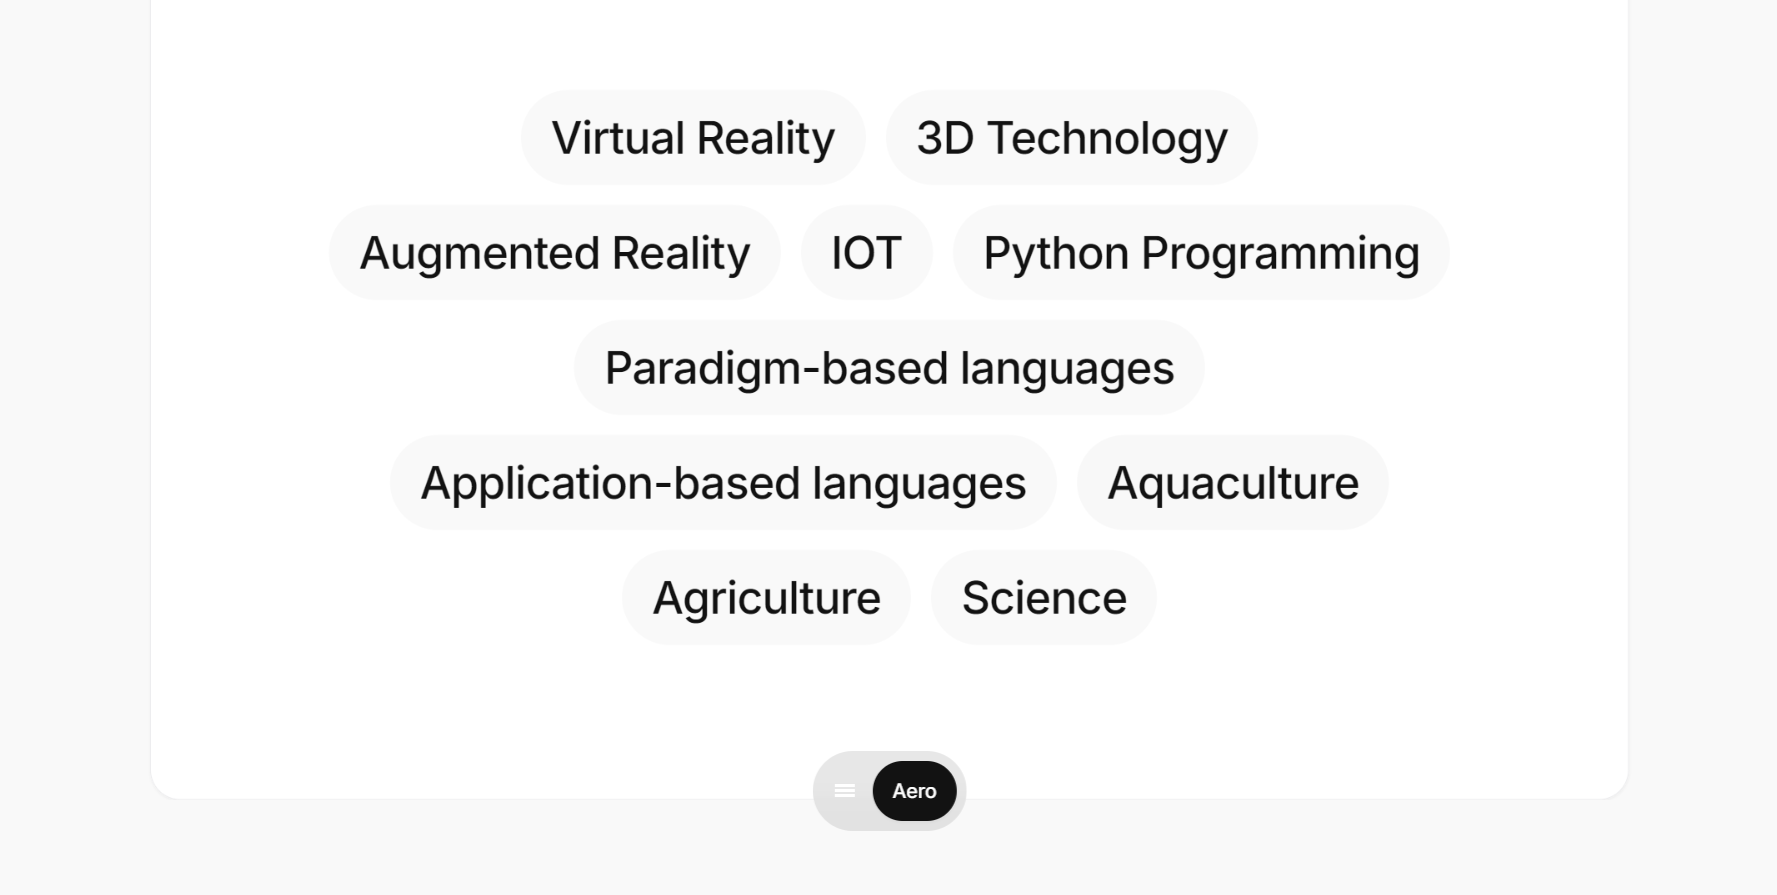 Virtual Reality 3D Technology
Augmented Reality IOT Python Programming
Paradigm-based languages
Application-based languages Aquaculture
Agriculture Science
Aero